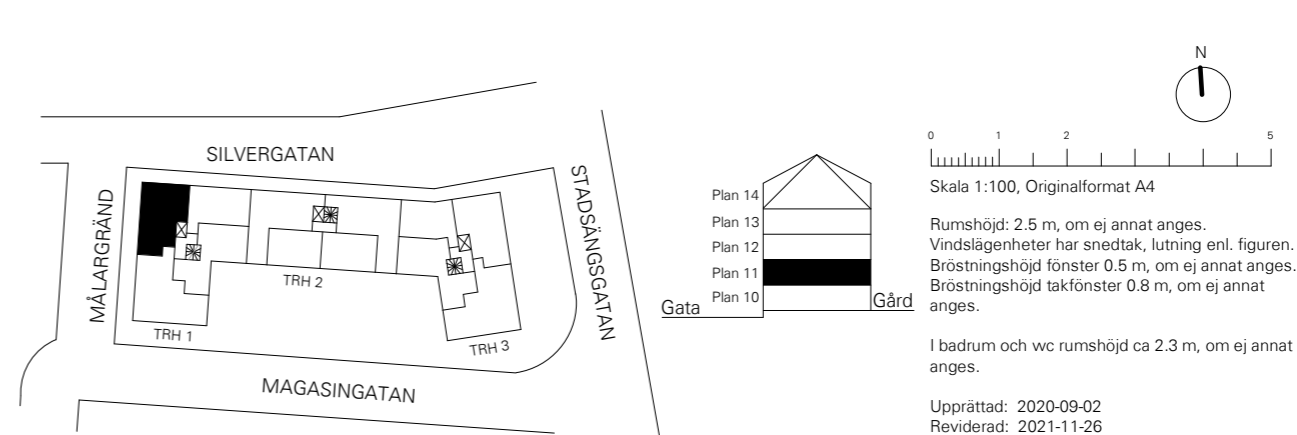 SILVERGATAN
MÅLARGRÄND
STADSÄNGSGATAN
TRH 1
TRH 2
TRH 3
MAGASINGATAN
Plan 14
Plan 13
Plan 12
Plan 11
Plan 10
Gata
Gård
N
0 1 2 5
Skala 1:100, Originalformat A4
Rumshöjd: 2.5 m, om ej annat anges.
Vindslägenheter har snedtak, lutning enl. figuren.
Bröstningshöjd fönster 0.5 m, om ej annat anges.
Bröstningshöjd takfönster 0.8 m, om ej annat
anges.
I badrum och wc rumshöjd ca 2.3 m, om ej annat
anges.
Upprättad: 2020-09-02
Reviderad: 2021-11-26